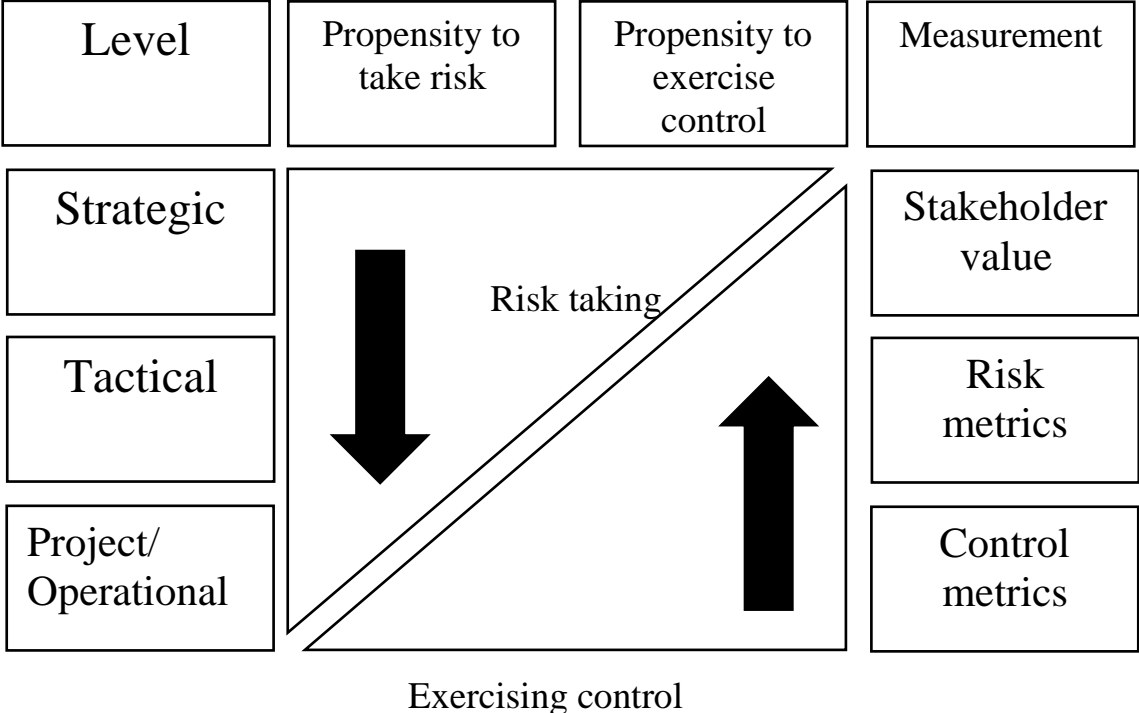 Level
Propensity to
take risk
Propensity to
exercise
control
Measurement
Strategic
Stakeholder
value
Risk taking
Tactical
Risk
metrics
Project/
Operational
Control
metrics
Exercising control